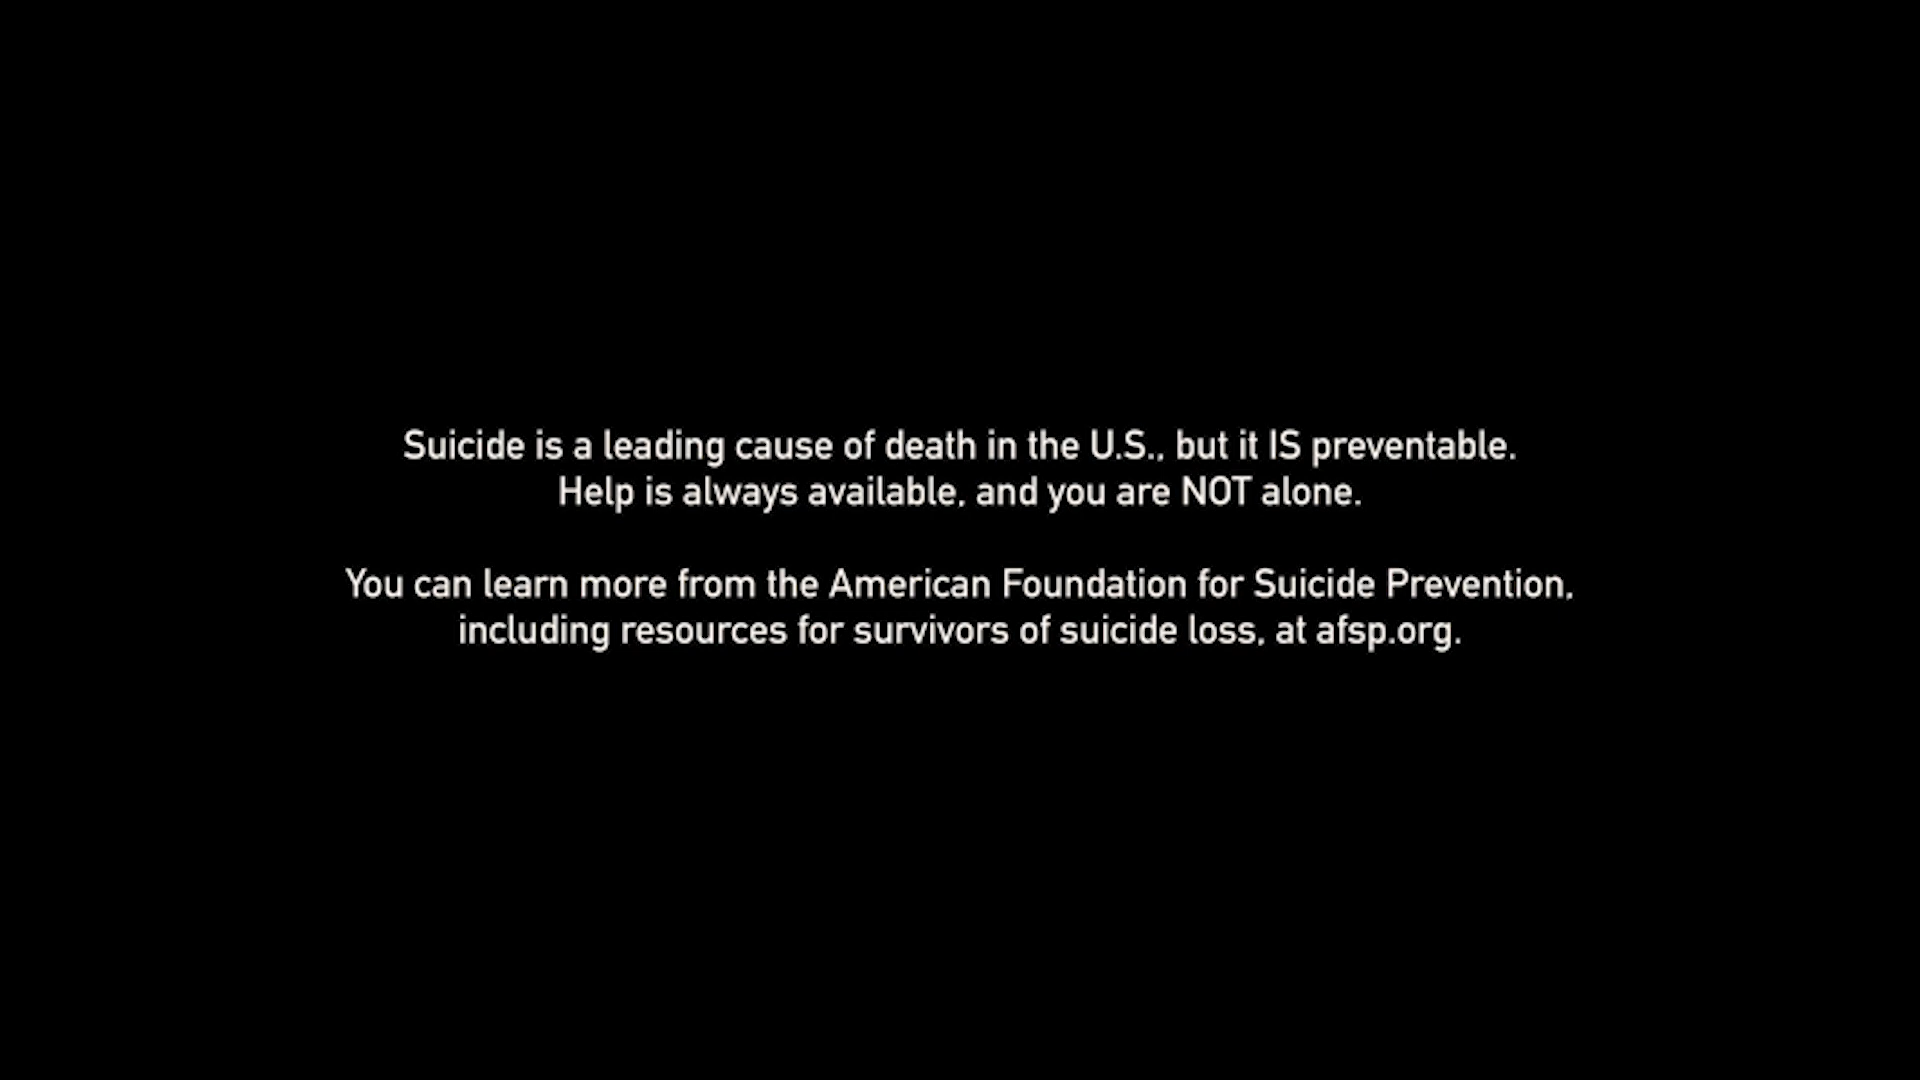 Suicide is a leading cause of death in the U.S., but it IS preventable.
Help is always available, and you are NOT alone.
You can learn more from the American Foundation for Suicide Prevention,
including resources for survivors of suicide loss, at afsp.org.